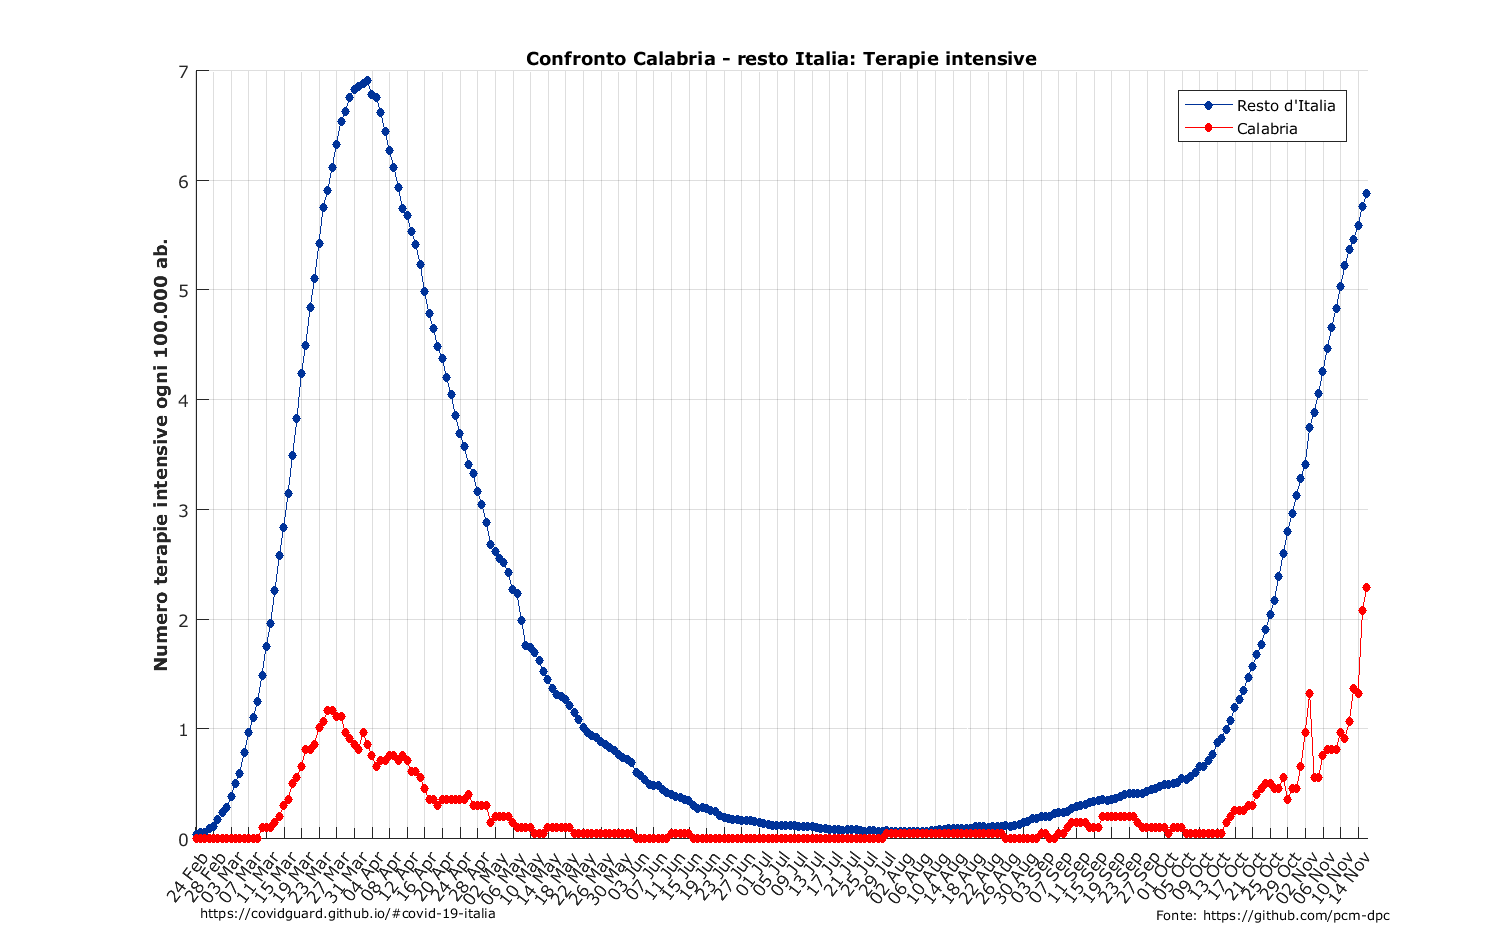 Confronto Calabria - resto Italia: Terapie intensive
Resto d'Italia
Calabria
Numero terapie intensive ogni 100.000 ab.
7
6
5
4
3
2
1
0
24 Feb
28 Feb
03 Mar
07 Mar
11 Mar
15 Mar
19 Mar
23 Mar
27 Mar
31 Mar
04 Apr
08 Apr
12 Apr
16 Apr
20 Apr
24 Apr
28 Apr
02 May
06 May
10 May
14 May
18 May
22 May
26 May
30 May
03 Jun
07 Jun
11 Jun
15 Jun
19 Jun
23 Jun
27 Jun
01 Jul
05 Jul
09 Jul
13 Jul
17 Jul
21 Jul
25 Jul
29 Jul
02 Aug
06 Aug
10 Aug
14 Aug
18 Aug
22 Aug
26 Aug
30 Aug
03 Sep
07 Sep
11 Sep
15 Sep
19 Sep
23 Sep
27 Sep
01 Oct
05 Oct
09 Oct
13 Oct
17 Oct
21 Oct
25 Oct
29 Oct
02 Nov
06 Nov
10 Nov
14 Nov
https://covidguard.github.io/#covid-19-italia
Fonte: https://github.com/pcm-dpc